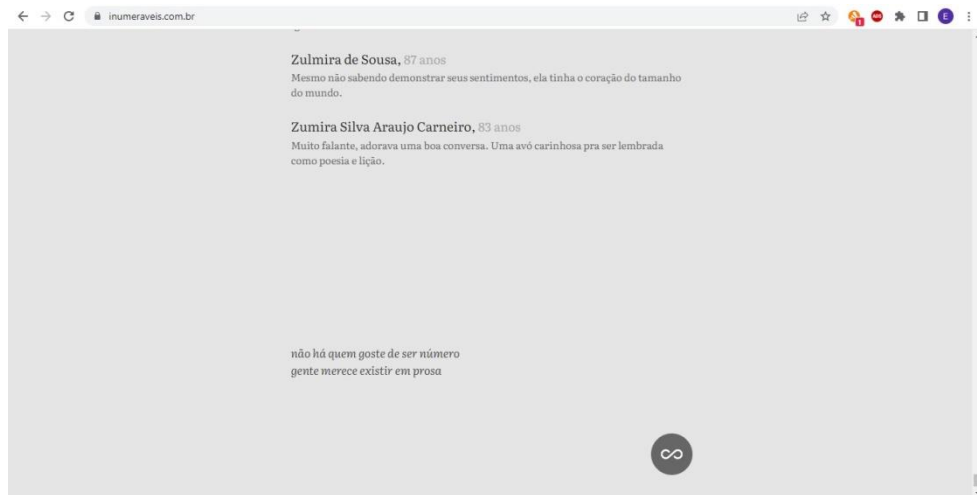 inumeraveis.com.br
1
ABP
E
Zulmira de Sousa, 87 anos
Mesmo não sabendo demonstrar seus sentimentos, ela tinha o coração do tamanho
do mundo.
Zumira Silva Araujo Carneiro, 83 anos
Muito falante, adorava uma boa conversa. Uma avó carinhosa pra ser lembrada
como poesia e lição.
não há quem goste de ser número
gente merece existir em prosa